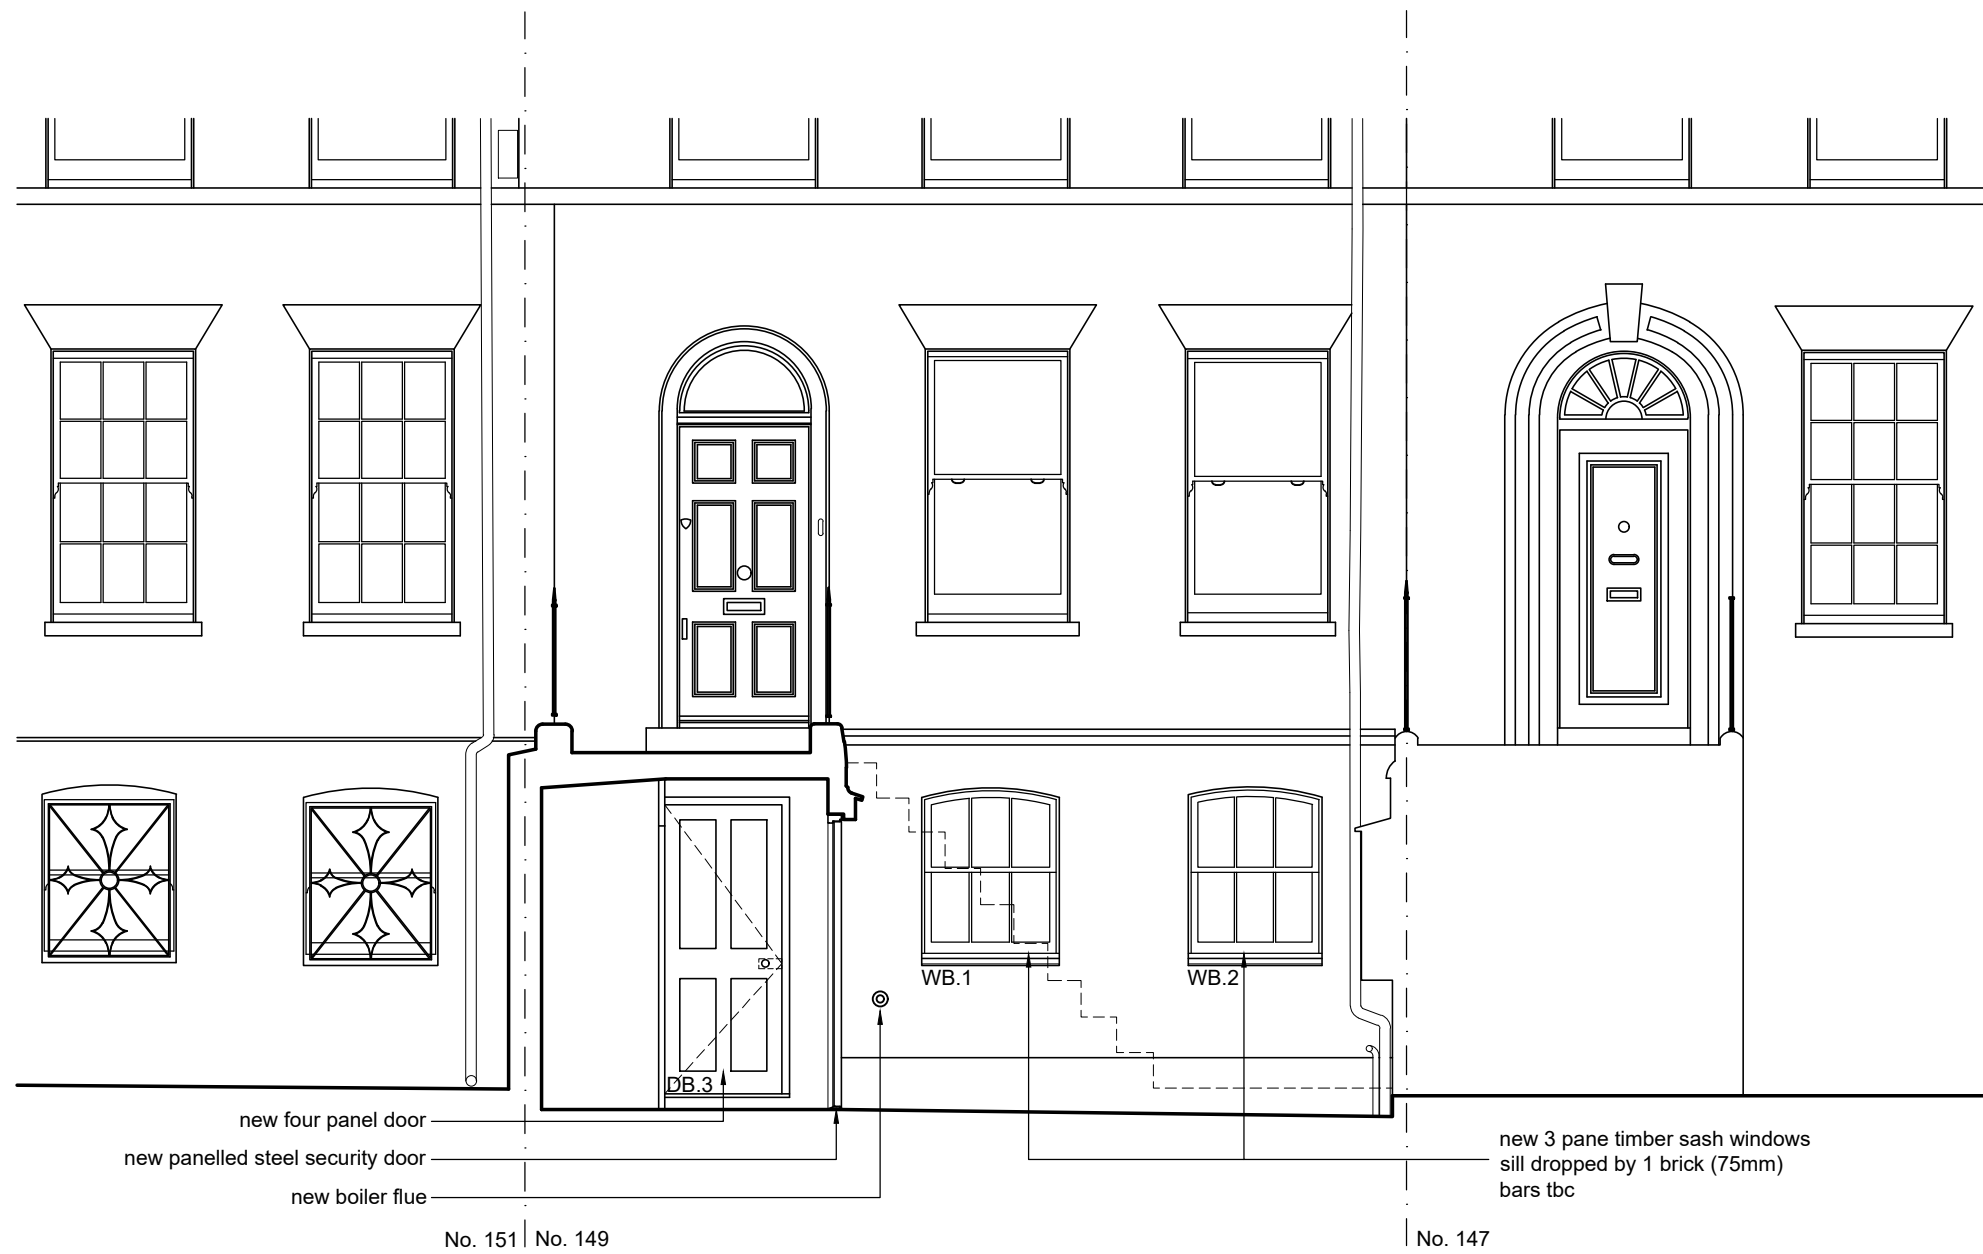 WB.1
WB.2
DB.3
new four panel door
new panelled steel security door
new boiler flue
new 3 pane timber sash windows
sill dropped by 1 brick (75mm)
bars tbc
No. 151
No. 149
No. 147